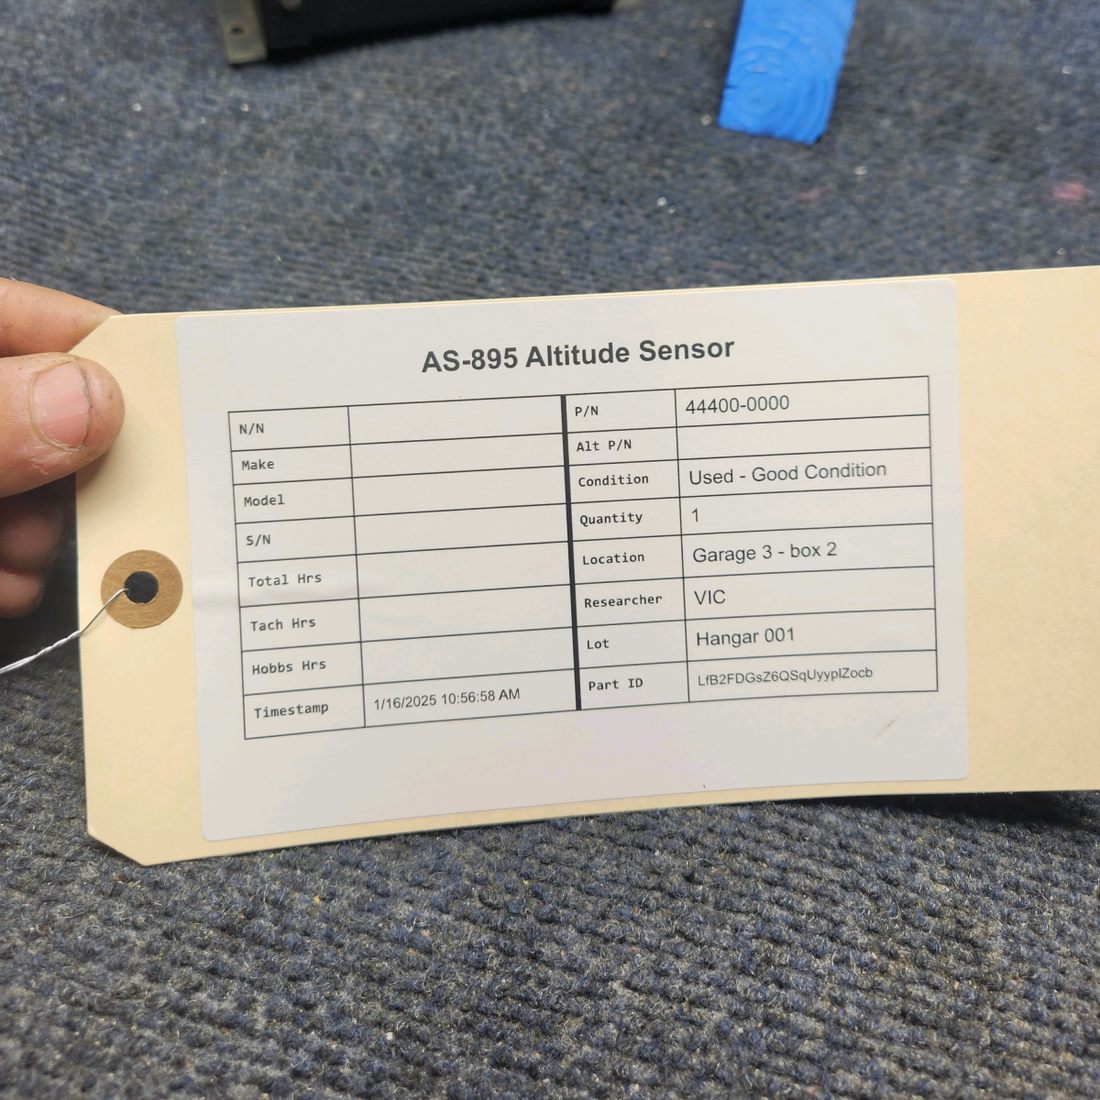 AS-895 Altitude Sensor
N/N
Make
Model
S/N
Total Hrs
Tach Hrs
Hobbs Hrs
Timestamp 1/16/2025 10:56:58 AM
P/N 44400-0000
Alt P/N
Condition Used - Good Condition
Quantity 1
Location Garage 3 - box 2
Researcher VIC
Lot Hangar 001
Part ID LfB2FDGsZ6QSqUyyplZocb